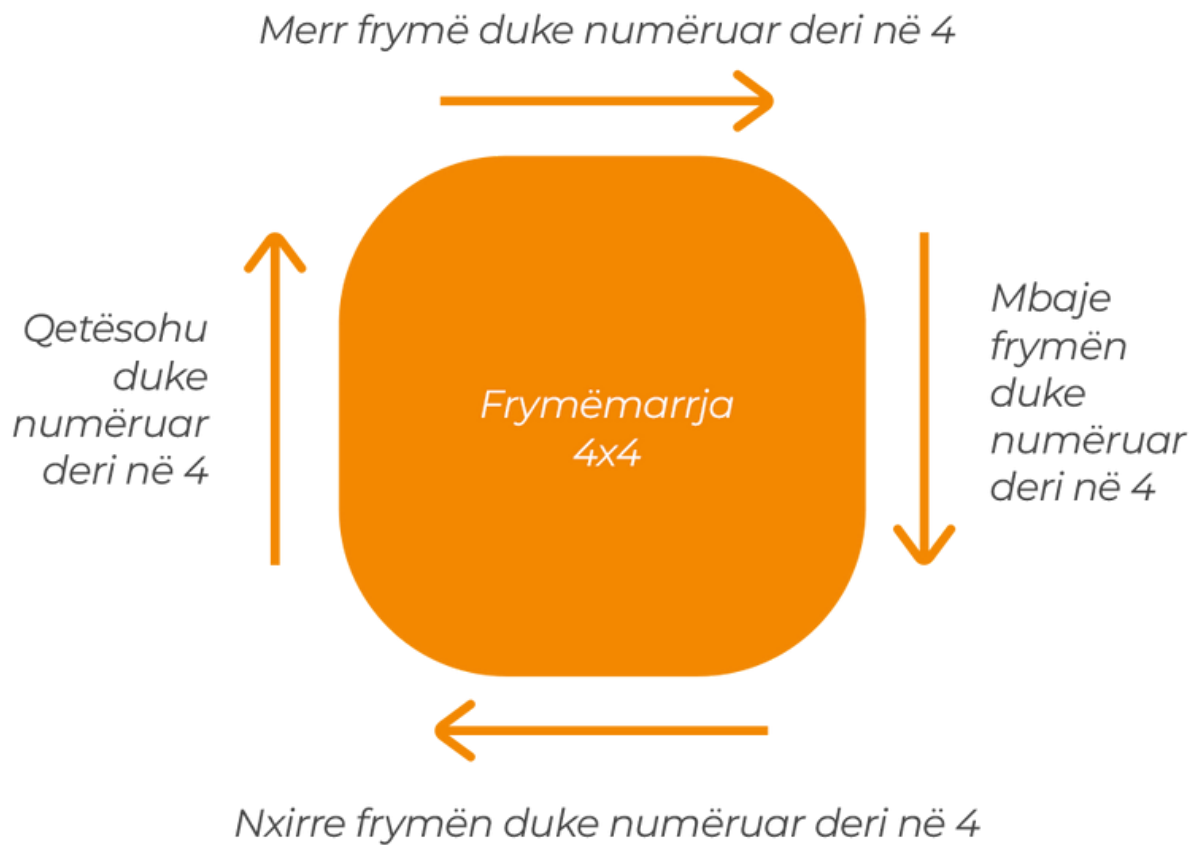 Merr frymë duke numëruar deri në 4
Mbaje
frymën
duke
numëruar
deri në 4
Nxirre frymën duke numëruar deri në 4
Qetësohu
duke
numëruar
deri në 4
Frymëmarrja
4x4